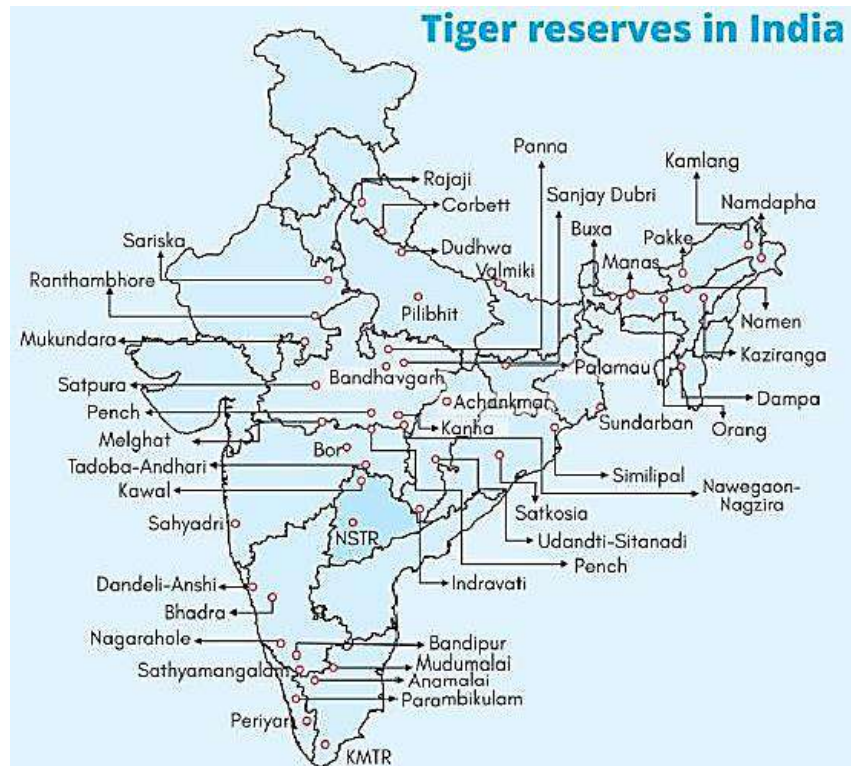 Tiger reserves in India
Panna
Kamlang
Rajaji
Sanjay Dubri
Namdapha
Corbett
Buxa
Pakke
Sariska
Dudhwa
Manas
Valmiki
Ranthambhore
Pilibhit
Namen
Mukundara
Kaziranga
Bandhavgarh
Palamau
Satpura
Achankmar
Dampa
Pench
Sundarban
Orang
Kanha
Melghat
Bor
Tadoba-Andhari
Similipal
Kawal
Nawegaon-
Nagzira
Satkosia
Sahyadri
NSTR
Udandti-Sitanadi
Pench
Dandeli-Anshi
Indravati
Bhadra
Nagarahole
Bandipur
Mudumalai
Sathyamangalam
Anamalai
Parambikulam
Periyar
KMTR